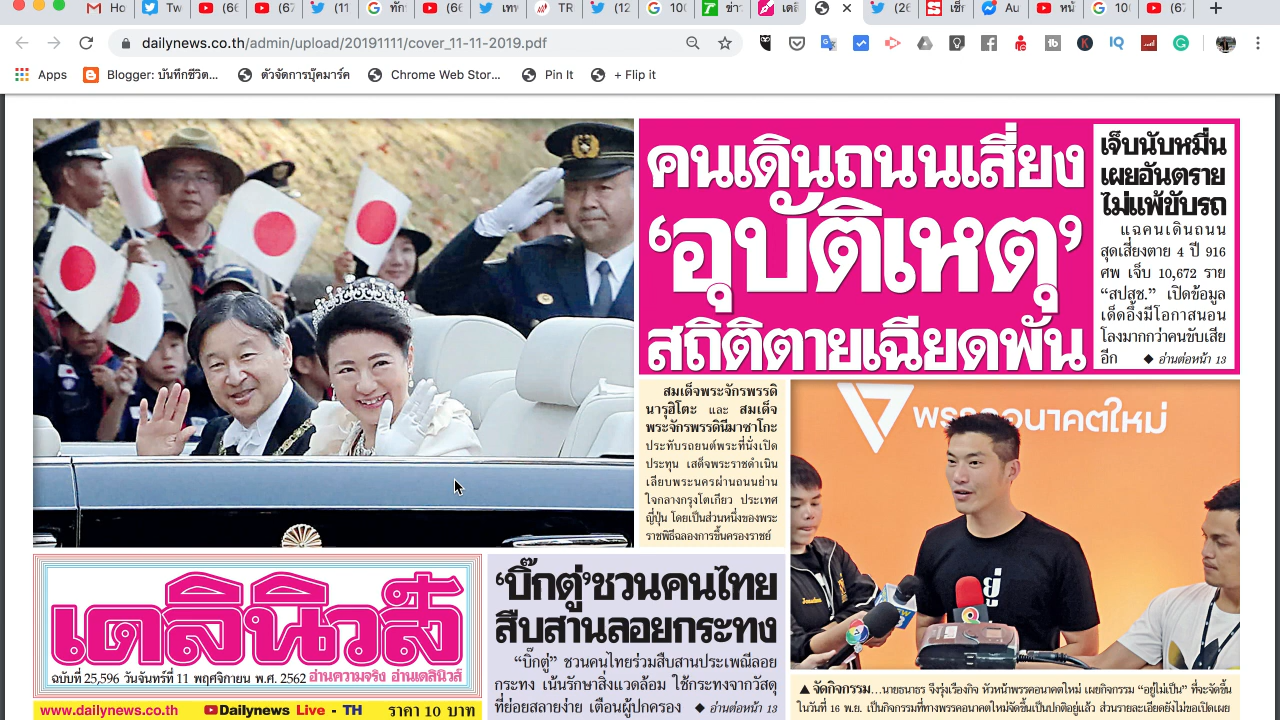 Ho
Tw
(66
(67
(11
ทัก
(66
เทพ
TR
(12
100
ข่า
เดลิ
(26
เช็
Au
หน้
100
(67
dailynews.co.th/admin/upload/20191111/cover_11-11-2019.pdf
Apps
Blogger: บันทึกชีวิต...
ตัวจัดการบุ๊คมาร์ค
Chrome Web Stor...
Pin It
+ Flip it
คนเดินถนนเสี่ยง
‘อุบัติเหตุ’
สถิติตายเฉียดพัน
เจ็บนับหมื่น
เผยอันตราย
ไม่แพ้ขับรถ
แฉคนเดินถนน
สุดเสี่ยงตาย 4 ปี 916
ศพ เจ็บ 10,672 ราย
“สปสช.” เปิดข้อมูล
เด็ดอึ้งมีโอกาสนอน
โลงมากกว่าคนขับเสีย
อีก ◆ อ่านต่อหน้า 13
สมเด็จพระจักรพรรดิ
นารุฮิโตะ และ สมเด็จ
พระจักรพรรดินีมาซาโกะ
ประทับรถยนต์พระที่นั่งเปิด
ประทุน เสด็จพระราชดำเนิน
เลียบพระนครผ่านถนนย่าน
ใจกลางกรุงโตเกียว ประเทศ
ญี่ปุ่น โดยเป็นส่วนหนึ่งของพระ
ราชพิธีฉลองการขึ้นครองราชย์
พรรคอนาคตใหม่
อยู่
เดลินิวส์
ฉบับที่ 25,596 วันจันทร์ที่ 11 พฤศจิกายน พ.ศ. 2562 อ่านความจริง อ่านเดลินิวส์
www.dailynews.co.th Dailynews Live - TH ราคา 10 บาท
‘บิ๊กตู่’ชวนคนไทย
สืบสานลอยกระทง
“บิ๊กตู่” ชวนคนไทยร่วมสืบสานประเพณีลอย
กระทง เน้นรักษาสิ่งแวดล้อม ใช้กระทงจากวัสดุ
ที่ย่อยสลายง่าย เตือนผู้ปกครอง ◆ อ่านต่อหน้า 13
▲ จัดกิจกรรม...นายธนาธร จึงรุ่งเรืองกิจ หัวหน้าพรรคอนาคตใหม่ เผยกิจกรรม “อยู่ไม่เป็น” ที่จะจัดขึ้น
ในวันที่ 16 พ.ย. เป็นกิจกรรมที่ทางพรรคอนาคตใหม่จัดขึ้นเป็นปกติอยู่แล้ว ส่วนรายละเอียดยังไม่ขอเปิดเผย